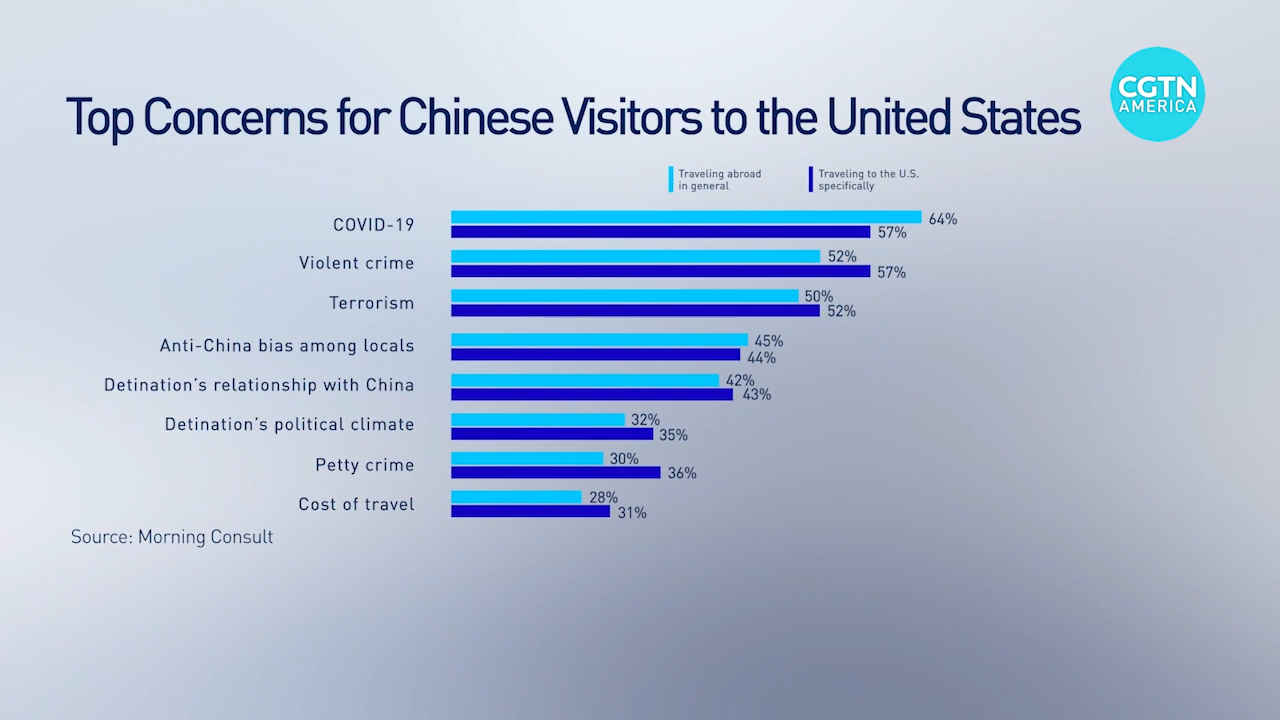 CGTN
AMERICA
Top Concerns for Chinese Visitors to the United States
Traveling abroad
in general
Traveling to the U.S.
specifically
COVID-19
64%
57%
Violent crime
52%
57%
Terrorism
50%
52%
Anti-China bias among locals
45%
44%
Detination's relationship with China
42%
43%
Detination's political climate
32%
35%
Petty crime
30%
36%
Cost of travel
28%
31%
Source: Morning Consult